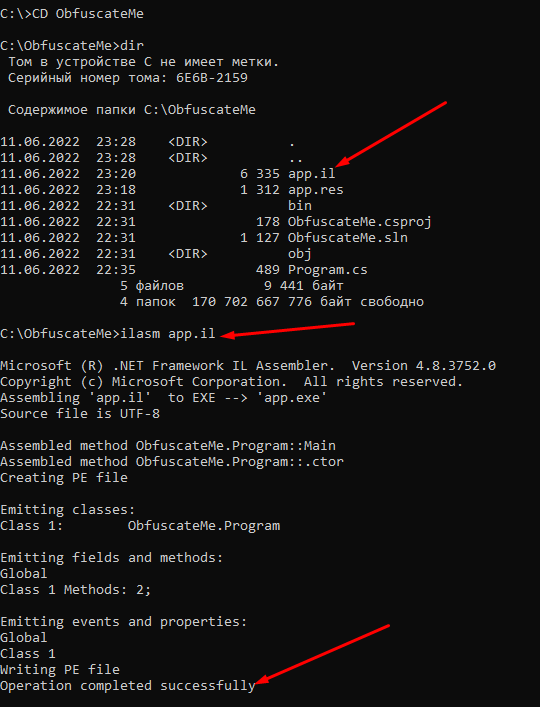 C:\>CD ObfuscateMe
C:\ObfuscateMe>dir
Том в устройстве C не имеет метки.
Серийный номер тома: 6E6B-2159
Содержимое папки C:\ObfuscateMe
11.06.2022  23:28    <DIR>          .
11.06.2022  23:28    <DIR>          ..
11.06.2022  23:20             6 335 app.il
11.06.2022  23:18             1 312 app.res
11.06.2022  22:31    <DIR>          bin
11.06.2022  22:31               178 ObfuscateMe.csproj
11.06.2022  22:31             1 127 ObfuscateMe.sln
11.06.2022  22:31    <DIR>          obj
11.06.2022  22:35               489 Program.cs
5 файлов          9 441 байт
4 папок  170 702 667 776 байт свободно
C:\ObfuscateMe>ilasm app.il
Microsoft (R) .NET Framework IL Assembler.  Version 4.8.3752.0
Copyright (c) Microsoft Corporation.  All rights reserved.
Assembling 'app.il'  to EXE --> 'app.exe'
Source file is UTF-8
Assembled method ObfuscateMe.Program::Main
Assembled method ObfuscateMe.Program::.ctor
Creating PE file
Emitting classes:
Class 1:        ObfuscateMe.Program
Emitting fields and methods:
Global
Class 1 Methods: 2;
Emitting events and properties:
Global
Class 1
Writing PE file
Operation completed successfully